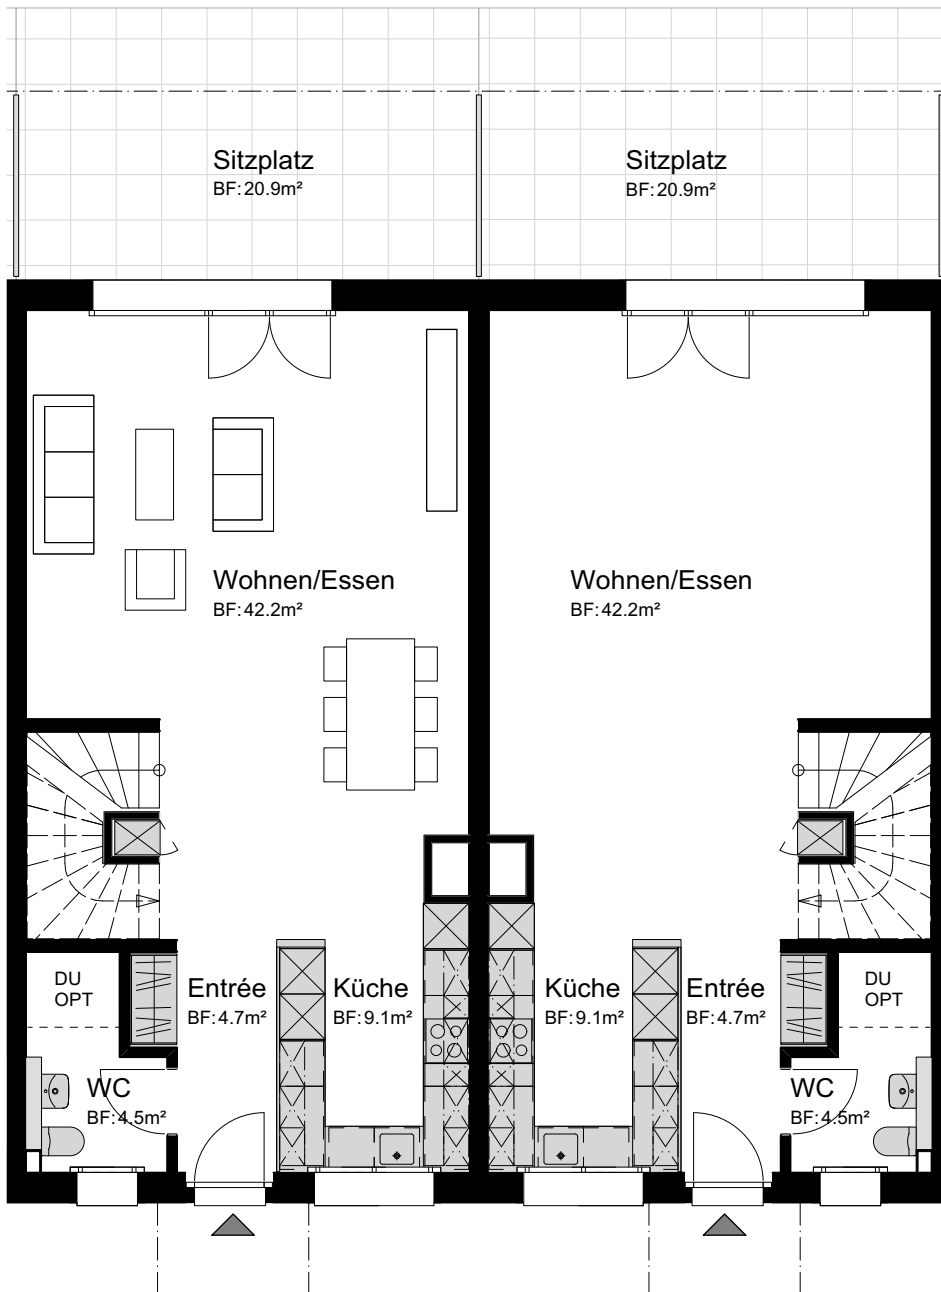 Sitzplatz
BF: 20.9m²
Sitzplatz
BF: 20.9m²
Wohnen/Essen
BF: 42.2m²
Wohnen/Essen
BF: 42.2m²
DU
OPT
Entrée
BF: 4.7m²
Küche
BF: 9.1m²
Küche
BF: 9.1m²
Entrée
BF: 4.7m²
DU
OPT
WC
BF: 4.5m²
WC
BF: 4.5m²